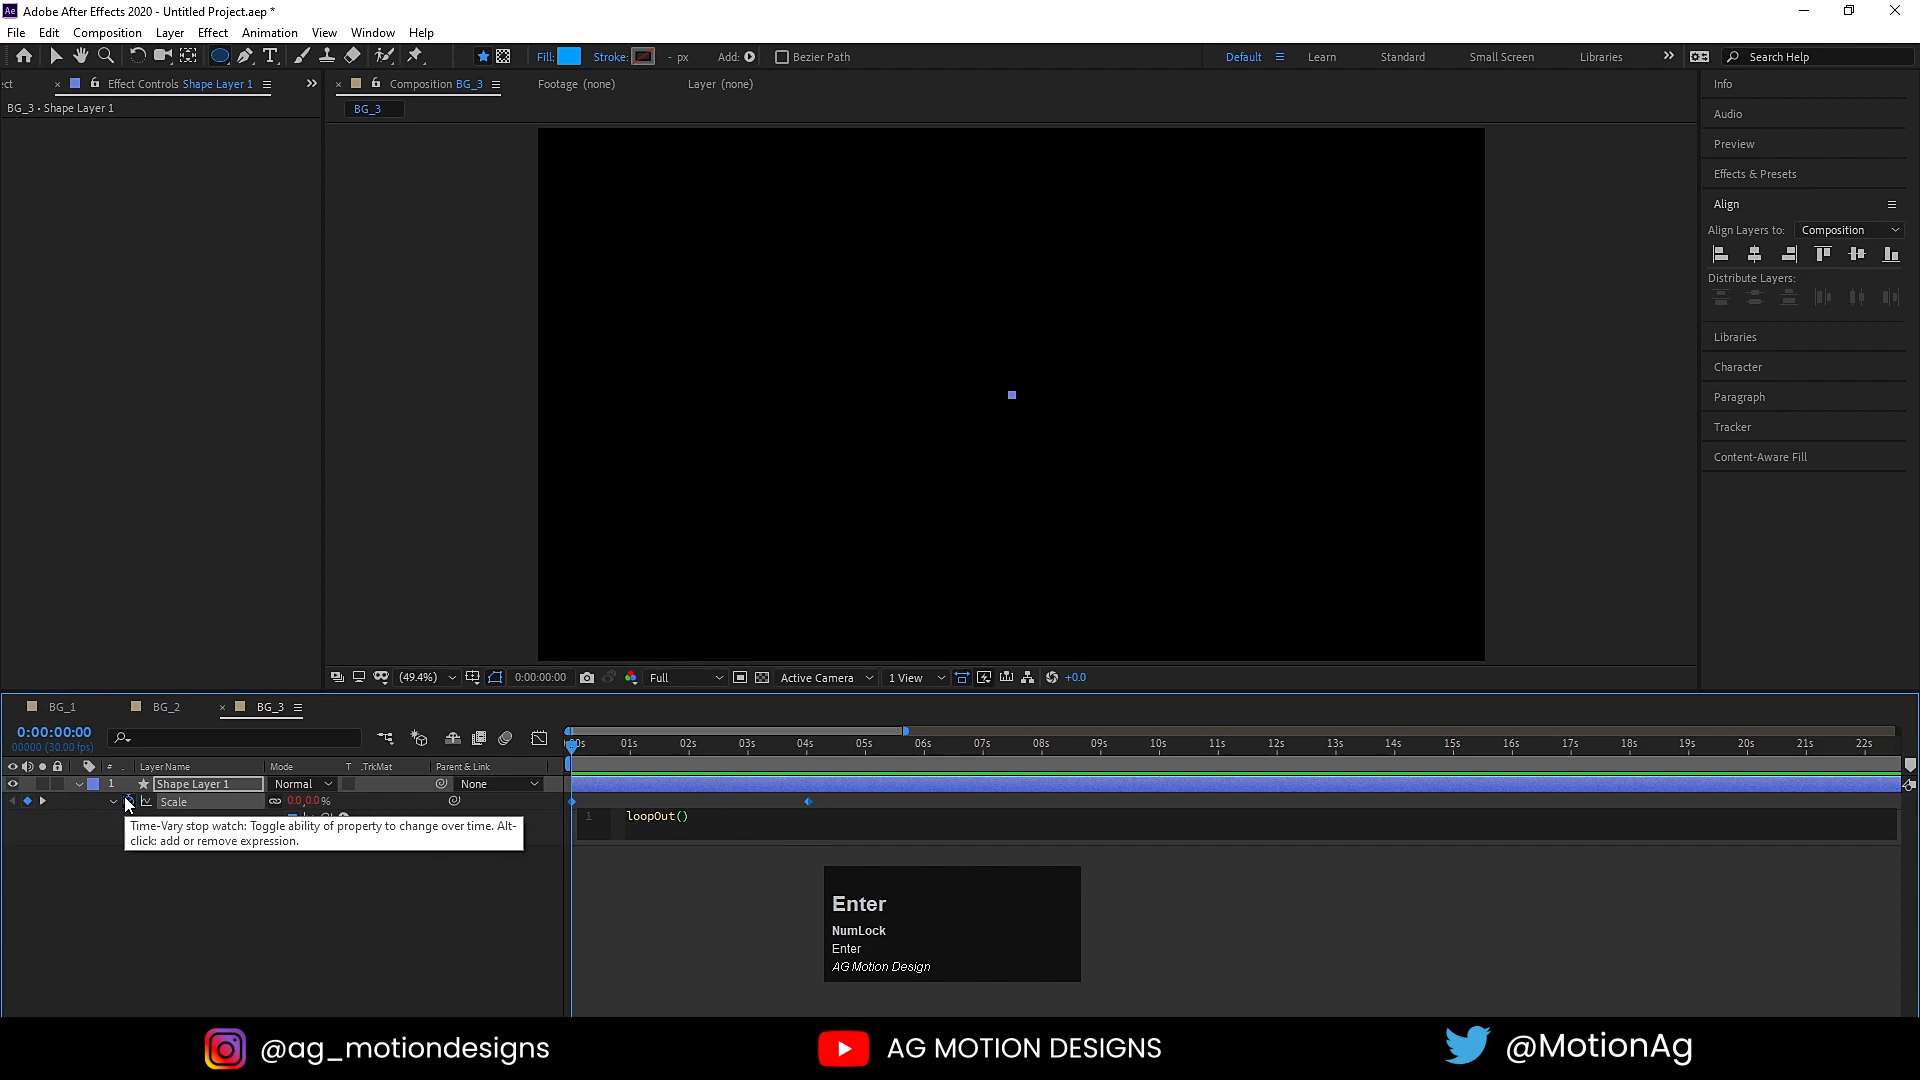 Ae Adobe After Effects 2020 - Untitled Project.aep *
File Edit Composition Layer Effect Animation View Window Help
Fill: Stroke: - px Add: Bezier Path Default Learn Standard Small Screen Libraries Search Help
ect Effect Controls Shape Layer 1 Composition BG_3 Footage (none) Layer (none)
BG_3 • Shape Layer 1
BG_3
Info
Audio
Preview
Effects & Presets
Align
Align Layers to: Composition
Distribute Layers:
Libraries
Character
Paragraph
Tracker
Content-Aware Fill
(49.4%) 0:00:00:00 Full Active Camera 1 View +0.0
BG_1 BG_2 BG_3
0:00:00:00
00000 (30.00 fps)
00s 01s 02s 03s 04s 05s 06s 07s 08s 09s 10s 11s 12s 13s 14s 15s 16s 17s 18s 19s 20s 21s 22s
# . Layer Name Mode T .TrkMat Parent & Link
1 Shape Layer 1 Normal None
Scale 0.0,0.0%
1 loopOut()
Time-Vary stop watch: Toggle ability of property to change over time. Alt-
click: add or remove expression.
Enter
NumLock
Enter
AG Motion Design
@ag_motiondesigns AG MOTION DESIGNS @MotionAg